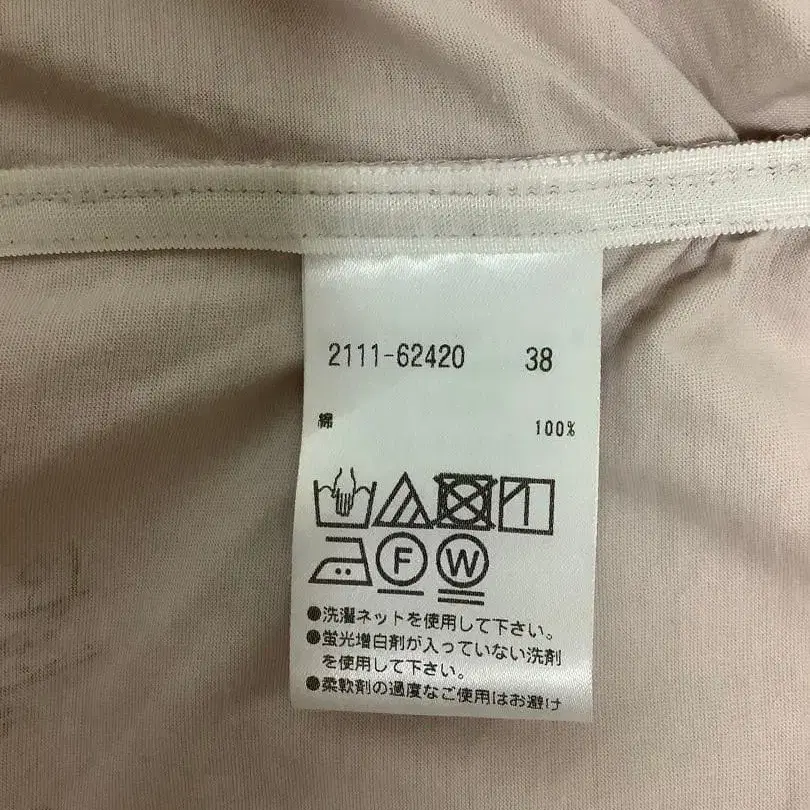 2111-62420 38
綿 100%
F W
●洗濯ネットを使用して下さい。
●蛍光増白剤が入っていない洗剤
を使用して下さい。
●柔軟剤の過度なご使用はお避け